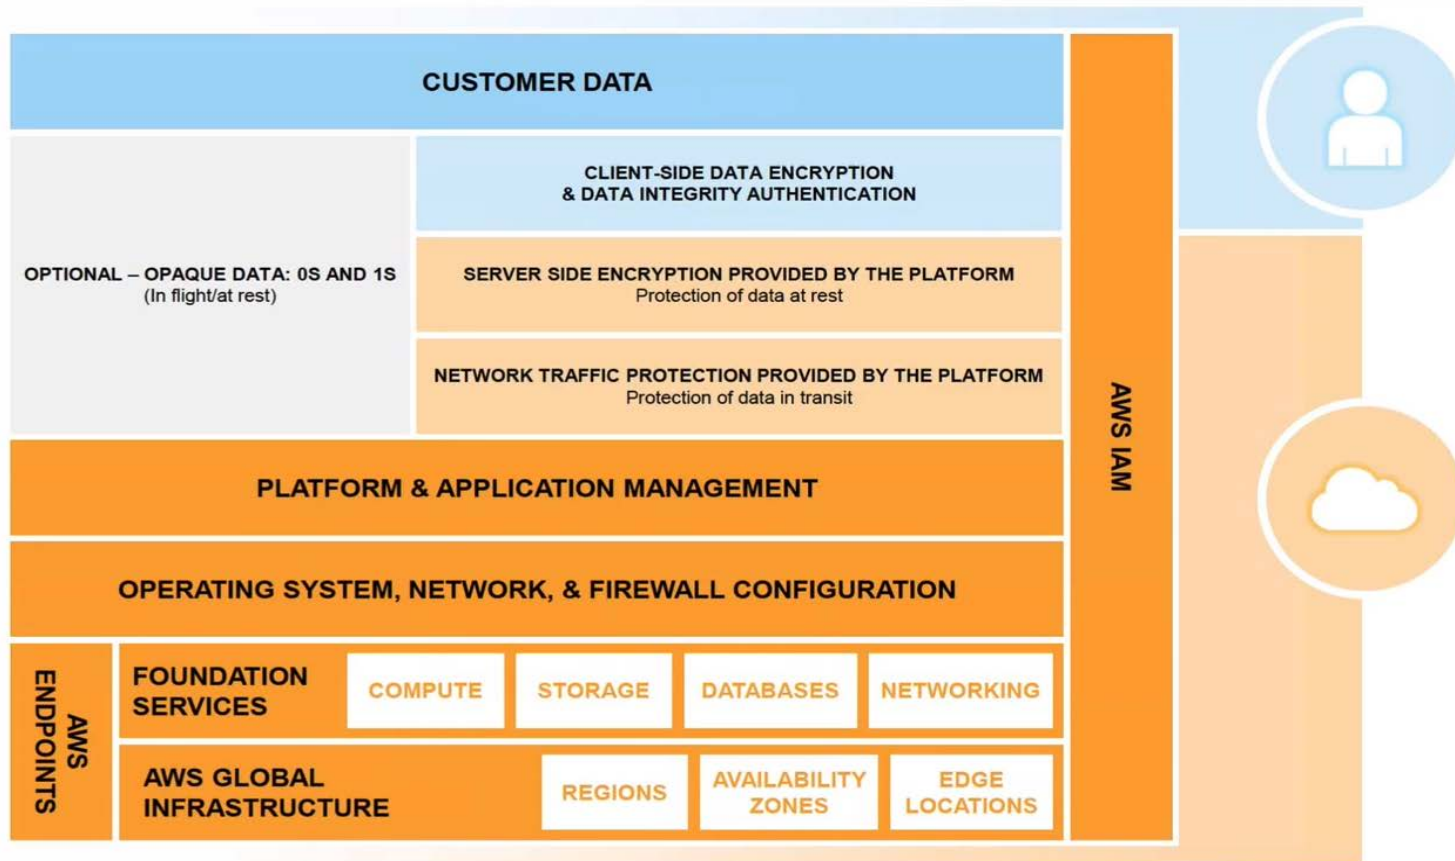 CUSTOMER DATA
CLIENT-SIDE DATA ENCRYPTION
& DATA INTEGRITY AUTHENTICATION
OPTIONAL – OPAQUE DATA: 0S AND 1S
(In flight/at rest)
SERVER SIDE ENCRYPTION PROVIDED BY THE PLATFORM
Protection of data at rest
NETWORK TRAFFIC PROTECTION PROVIDED BY THE PLATFORM
Protection of data in transit
AWS IAM
PLATFORM & APPLICATION MANAGEMENT
OPERATING SYSTEM, NETWORK, & FIREWALL CONFIGURATION
AWS
ENDPOINTS
FOUNDATION
SERVICES
COMPUTE
STORAGE
DATABASES
NETWORKING
AWS GLOBAL
INFRASTRUCTURE
REGIONS
AVAILABILITY
ZONES
EDGE
LOCATIONS